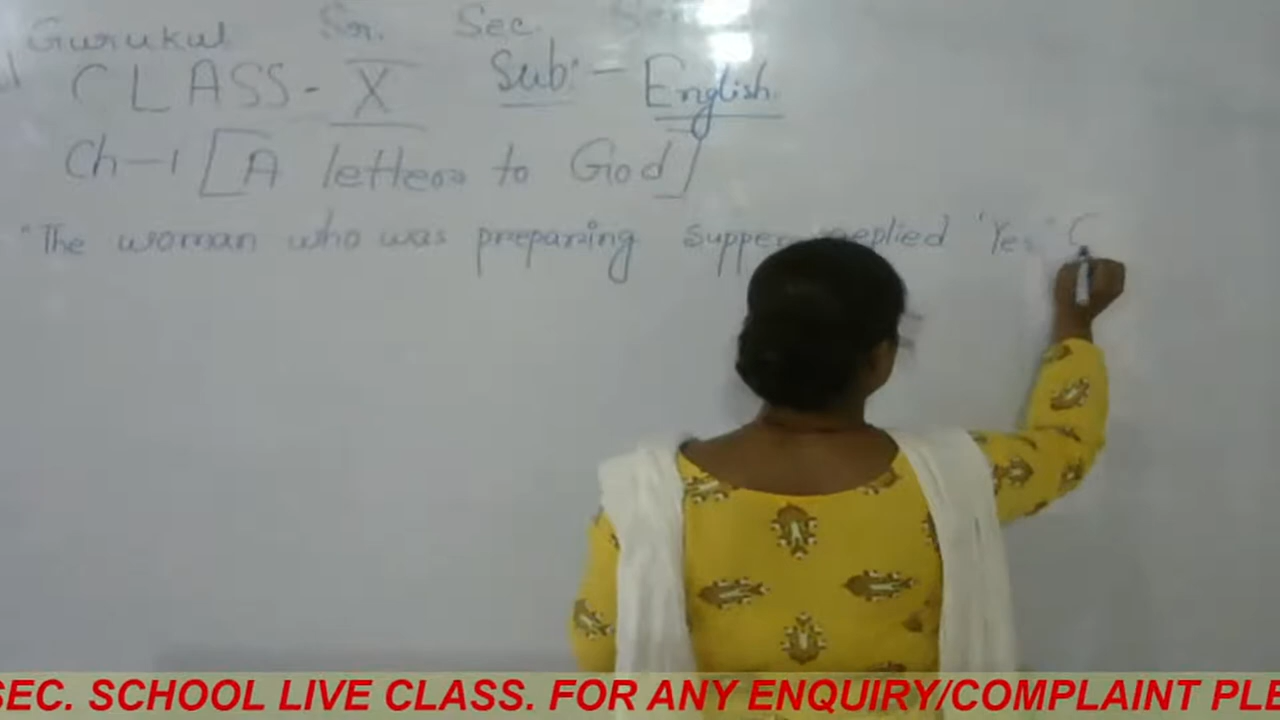 Gurukul Sr. Sec.
CLASS - X Sub:- English.
Ch-1 [A letter to God]
"The woman who was preparing supper replied 'Yes'
SEC. SCHOOL LIVE CLASS. FOR ANY ENQUIRY/COMPLAINT PLE